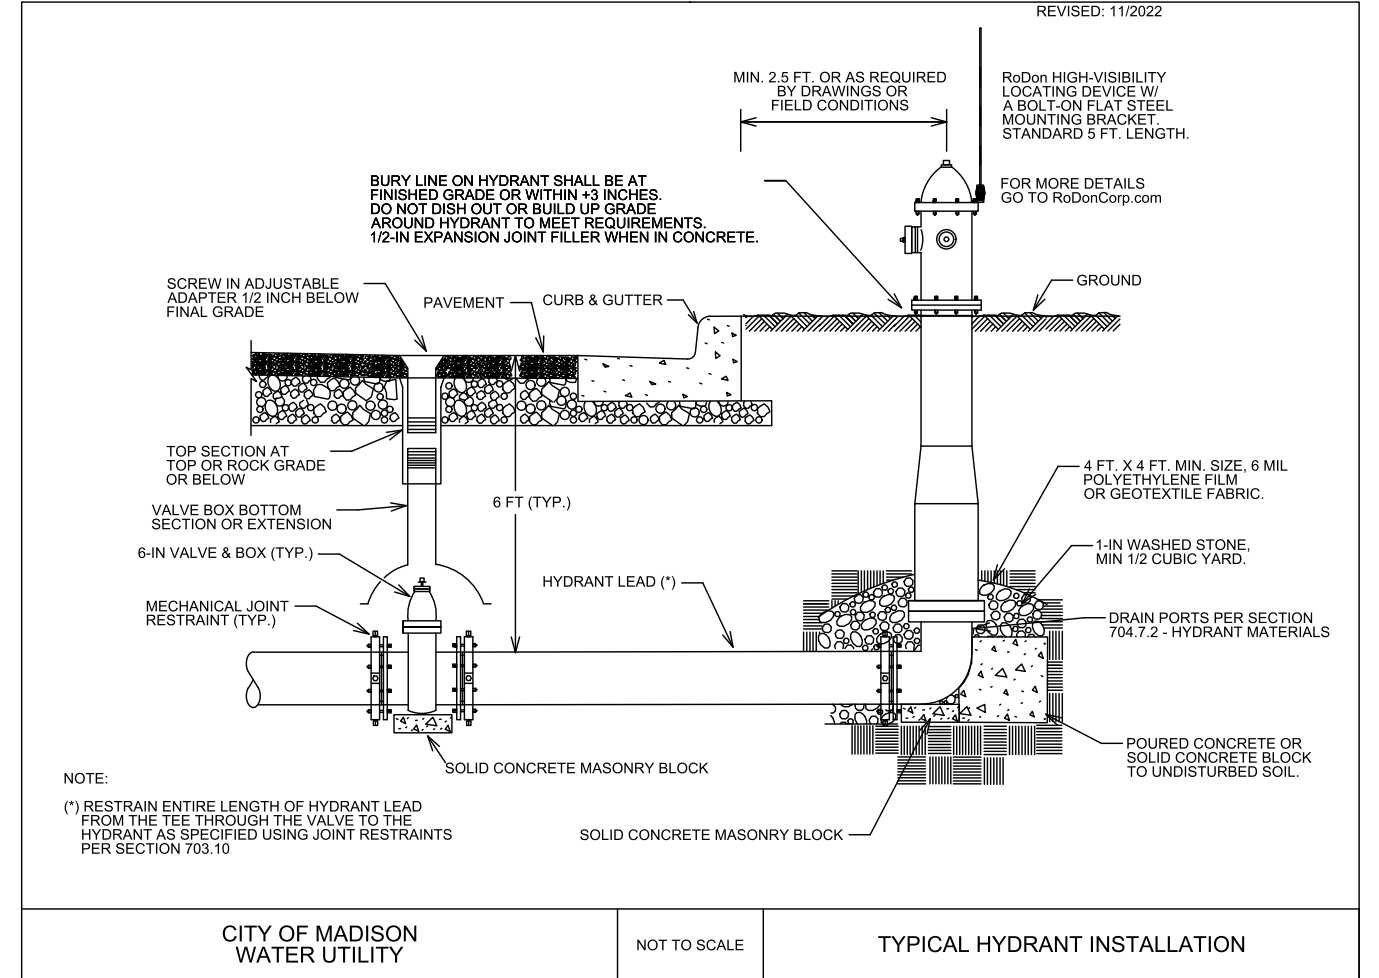 REVISED: 11/2022
MIN. 2.5 FT. OR AS REQUIRED
BY DRAWINGS OR
FIELD CONDITIONS
RoDon HIGH-VISIBILITY
LOCATING DEVICE W/
A BOLT-ON FLAT STEEL
MOUNTING BRACKET.
STANDARD 5 FT. LENGTH.
FOR MORE DETAILS
GO TO RoDonCorp.com
BURY LINE ON HYDRANT SHALL BE AT
FINISHED GRADE OR WITHIN +3 INCHES.
DO NOT DISH OUT OR BUILD UP GRADE
AROUND HYDRANT TO MEET REQUIREMENTS.
1/2-IN EXPANSION JOINT FILLER WHEN IN CONCRETE.
SCREW IN ADJUSTABLE
ADAPTER 1/2 INCH BELOW
FINAL GRADE
PAVEMENT
CURB & GUTTER
GROUND
TOP SECTION AT
TOP OR ROCK GRADE
OR BELOW
VALVE BOX BOTTOM
SECTION OR EXTENSION
6 FT (TYP.)
4 FT. X 4 FT. MIN. SIZE, 6 MIL
POLYETHYLENE FILM
OR GEOTEXTILE FABRIC.
6-IN VALVE & BOX (TYP.)
1-IN WASHED STONE,
MIN 1/2 CUBIC YARD.
HYDRANT LEAD (*)
MECHANICAL JOINT
RESTRAINT (TYP.)
DRAIN PORTS PER SECTION
704.7.2 - HYDRANT MATERIALS
SOLID CONCRETE MASONRY BLOCK
POURED CONCRETE OR
SOLID CONCRETE BLOCK
TO UNDISTURBED SOIL.
NOTE:
(*) RESTRAIN ENTIRE LENGTH OF HYDRANT LEAD
FROM THE TEE THROUGH THE VALVE TO THE
HYDRANT AS SPECIFIED USING JOINT RESTRAINTS
PER SECTION 703.10
SOLID CONCRETE MASONRY BLOCK
CITY OF MADISON
WATER UTILITY
NOT TO SCALE
TYPICAL HYDRANT INSTALLATION